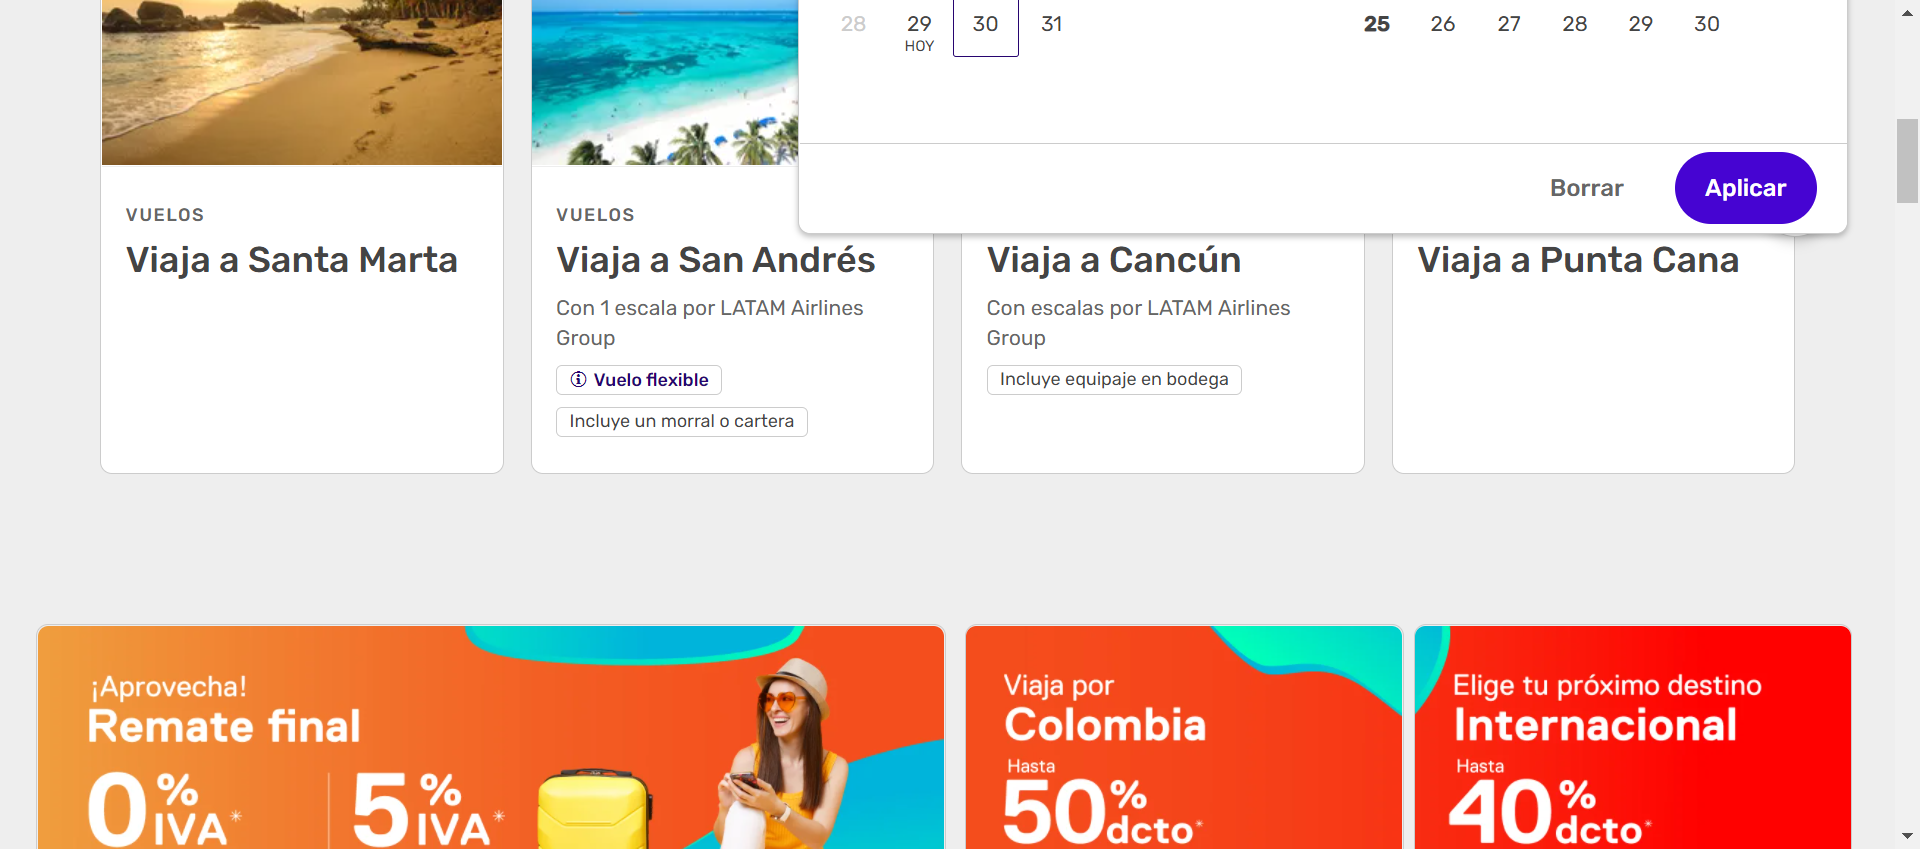 28 29 30 31 25 26 27 28 29 30
HOY
Borrar Aplicar
VUELOS
Viaja a Santa Marta
VUELOS
Viaja a San Andrés
Con 1 escala por LATAM Airlines
Group
Vuelo flexible
Incluye un morral o cartera
Viaja a Cancún
Con escalas por LATAM Airlines
Group
Incluye equipaje en bodega
Viaja a Punta Cana
¡Aprovecha!
Remate final
0% IVA* 5% IVA*
Viaja por
Colombia
Hasta
50% dcto*
Elige tu próximo destino
Internacional
Hasta
40% dcto*